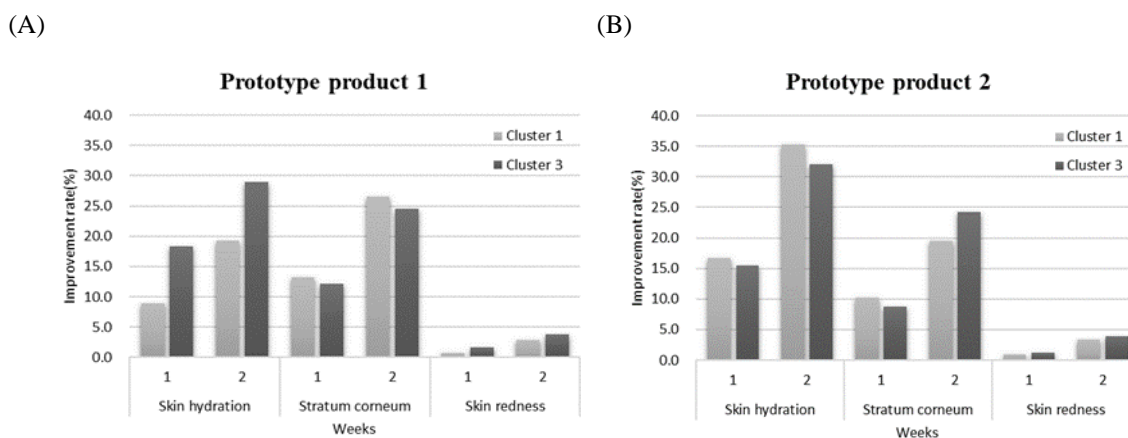 (A)
Prototype product 1
40.0
35.0
30.0
25.0
20.0
15.0
10.0
5.0
0.0
Improvement rate(%)
Cluster 1
Cluster 3
1 2 1 2 1 2
Skin hydration Stratum corneum Skin redness
Weeks
(B)
Prototype product 2
40.0
35.0
30.0
25.0
20.0
15.0
10.0
5.0
0.0
Improvement rate(%)
Cluster 1
Cluster 3
1 2 1 2 1 2
Skin hydration Stratum corneum Skin redness
Weeks